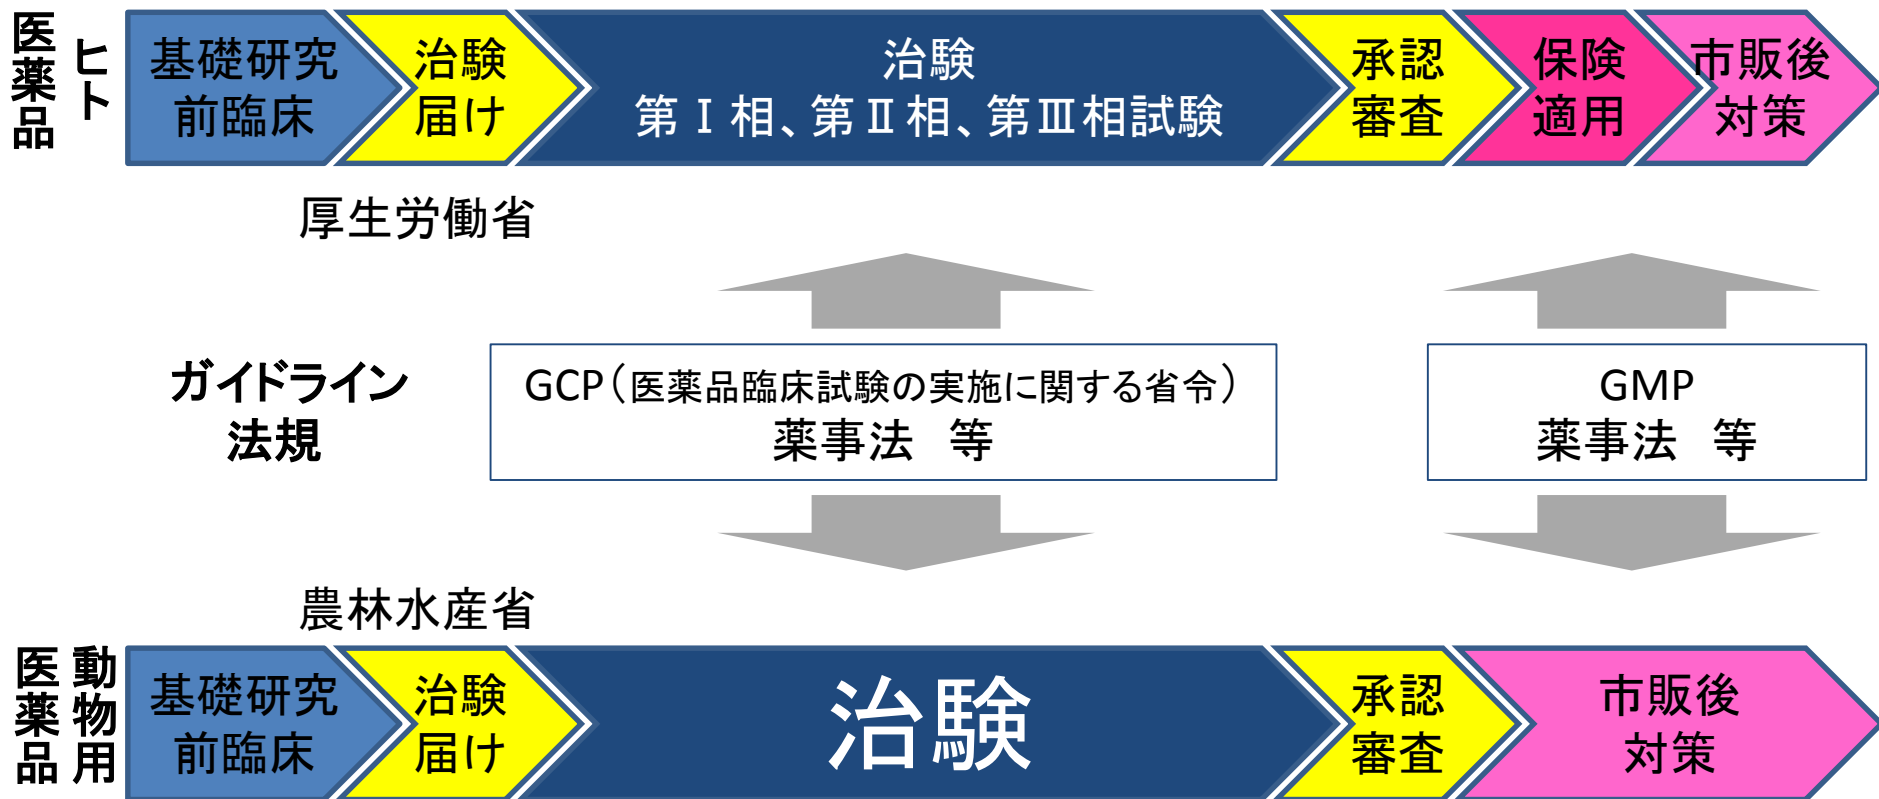 ヒト
医薬品
基礎研究
前臨床
治験
届け
治験
第Ⅰ相、第Ⅱ相、第Ⅲ相試験
承認
審査
保険
適用
市販後
対策
厚生労働省
ガイドライン
法規
GCP（医薬品臨床試験の実施に関する省令）
薬事法　等
GMP
薬事法　等
農林水産省
動物用
医薬品
基礎研究
前臨床
治験
届け
治験
承認
審査
市販後
対策